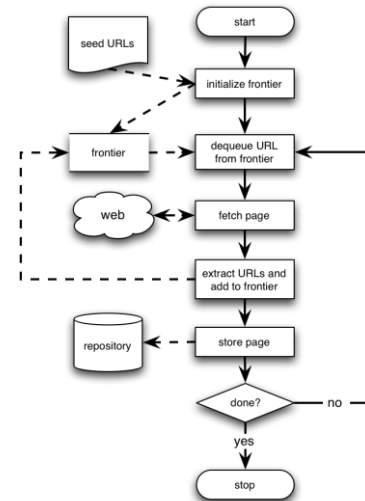 start
seed URLs
initialize frontier
frontier
dequeue URL
from frontier
web
fetch page
extract URLs and
add to frontier
repository
store page
done?
no
yes
stop